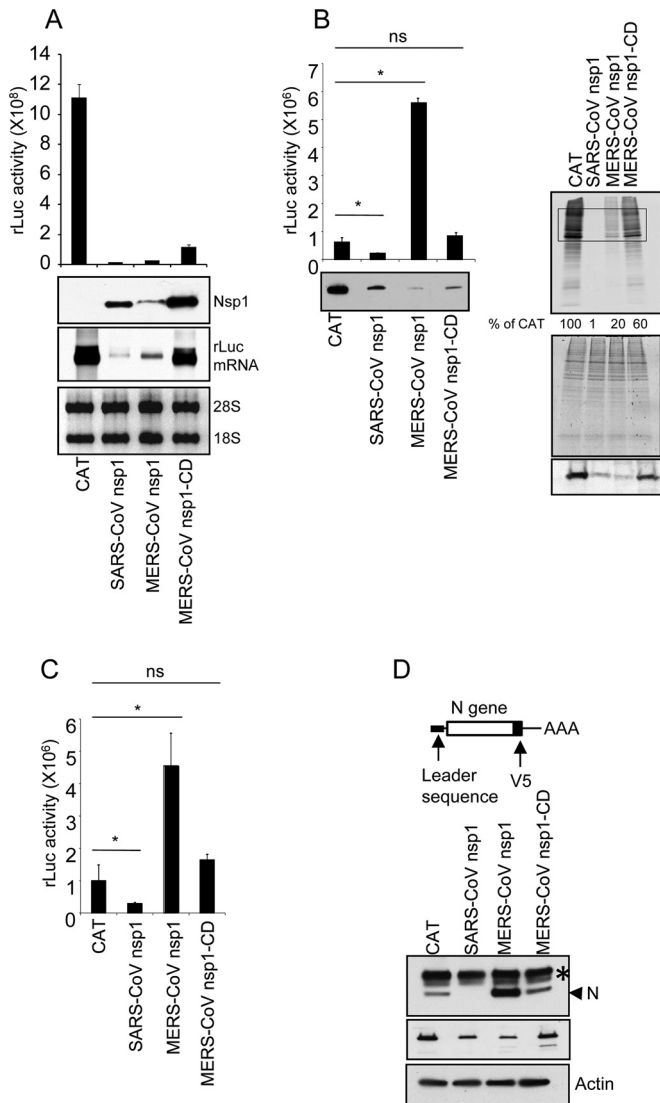 A
rLuc activity (X10⁸)
14
12
10
8
6
4
2
0
Nsp1
rLuc
mRNA
28S
18S
CAT
SARS-CoV nsp1
MERS-CoV nsp1
MERS-CoV nsp1-CD
B
ns
*
*
rLuc activity (X10⁶)
7
6
5
4
3
2
1
0
CAT
SARS-CoV nsp1
MERS-CoV nsp1
MERS-CoV nsp1-CD
CAT
SARS-CoV nsp1
MERS-CoV nsp1
MERS-CoV nsp1-CD
% of CAT 100 1 20 60
C
ns
*
*
rLuc activity (X10⁶)
6
5
4
3
2
1
0
CAT
SARS-CoV nsp1
MERS-CoV nsp1
MERS-CoV nsp1-CD
D
N gene
AAA
Leader
sequence
V5
CAT
SARS-CoV nsp1
MERS-CoV nsp1
MERS-CoV nsp1-CD
*
N
Actin